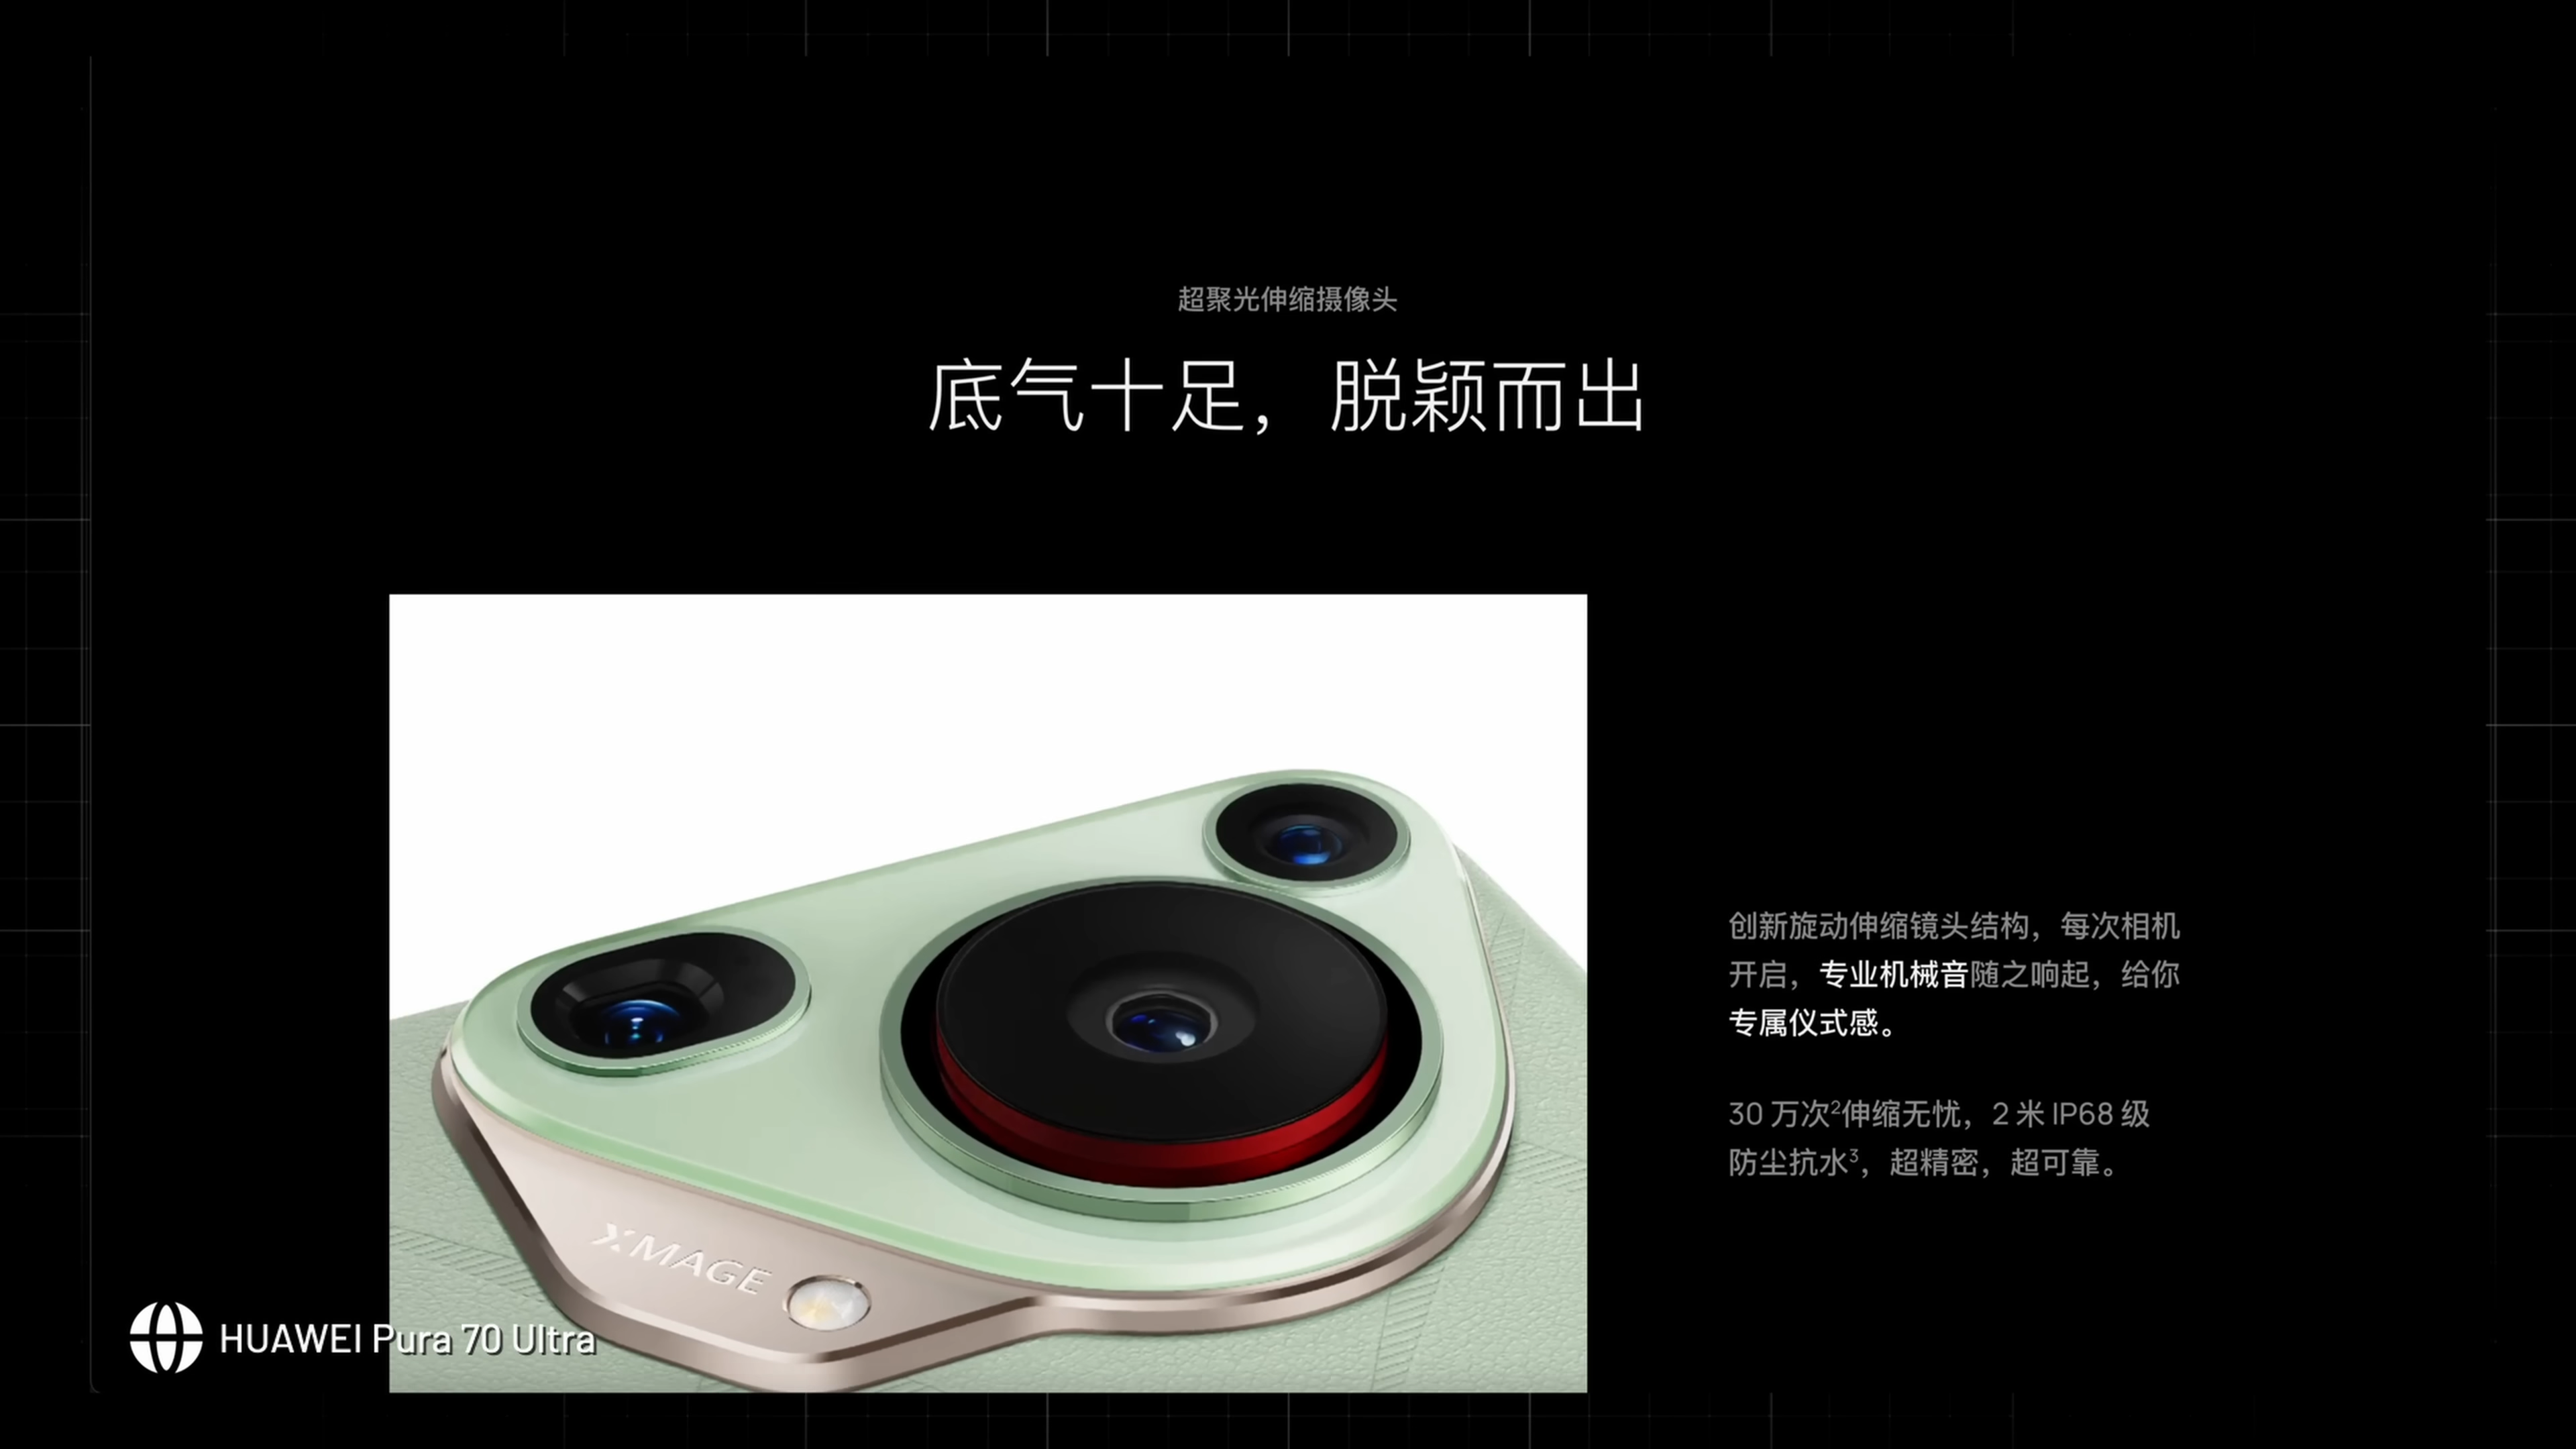 超聚光伸缩摄像头
底气十足，脱颖而出
创新旋动伸缩镜头结构，每次相机
开启，专业机械音随之响起，给你
专属仪式感。
30 万次²伸缩无忧，2 米 IP68 级
防尘抗水³，超精密，超可靠。
XMAGE
HUAWEI Pura 70 Ultra